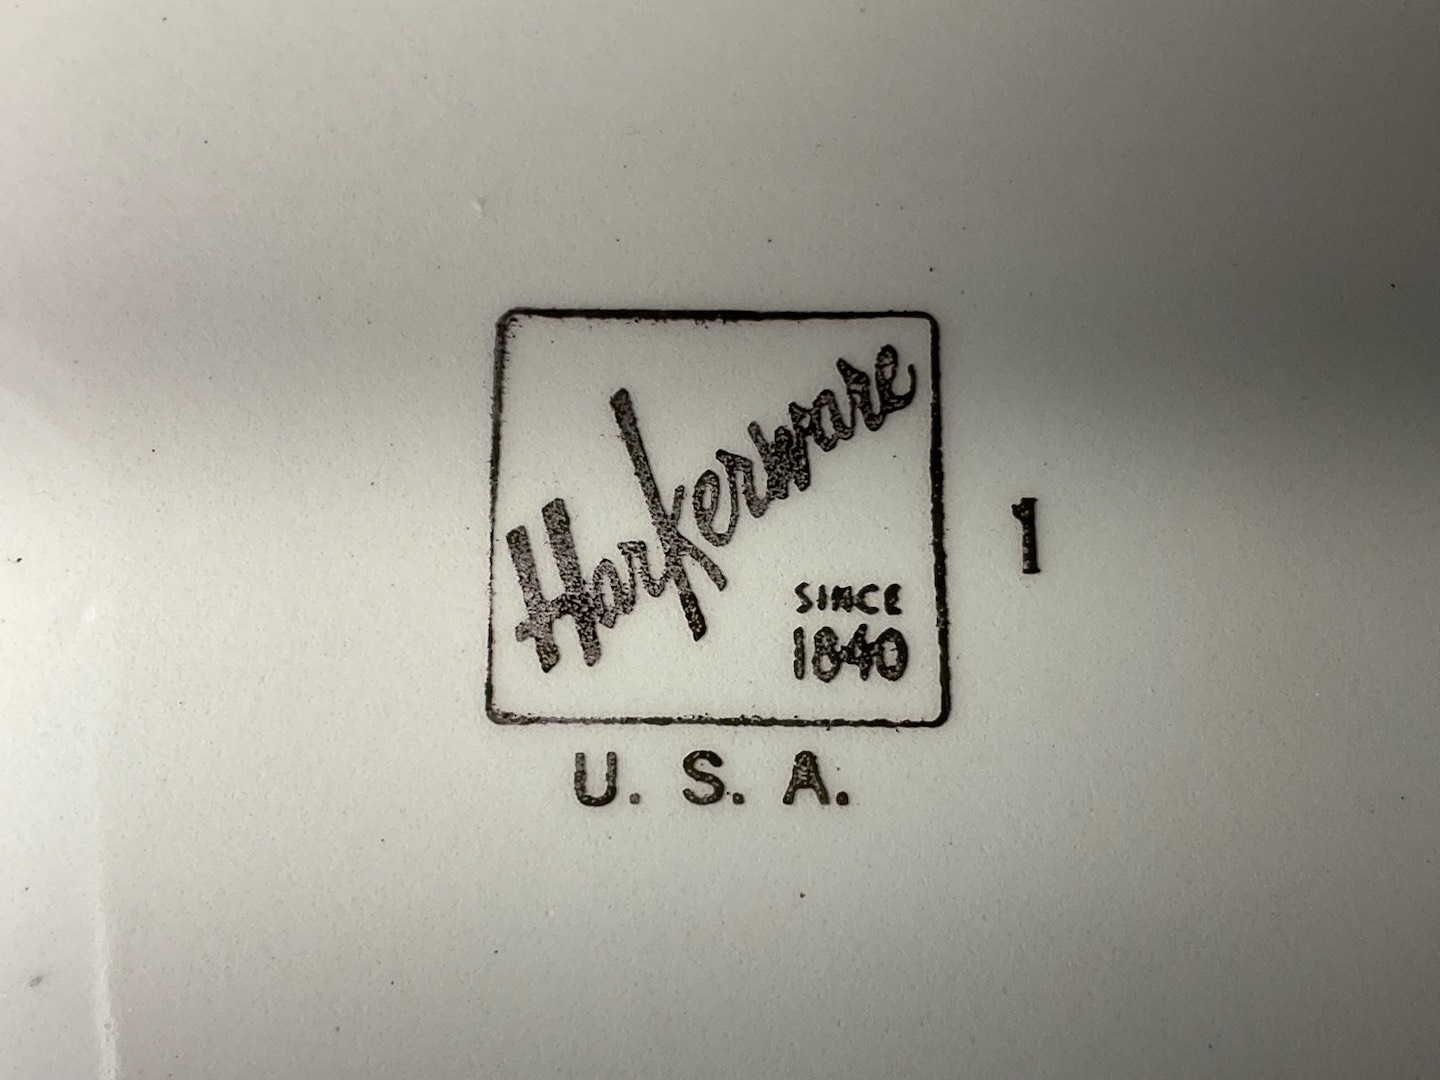 Harkerware
SINCE
1840
U. S. A.
1